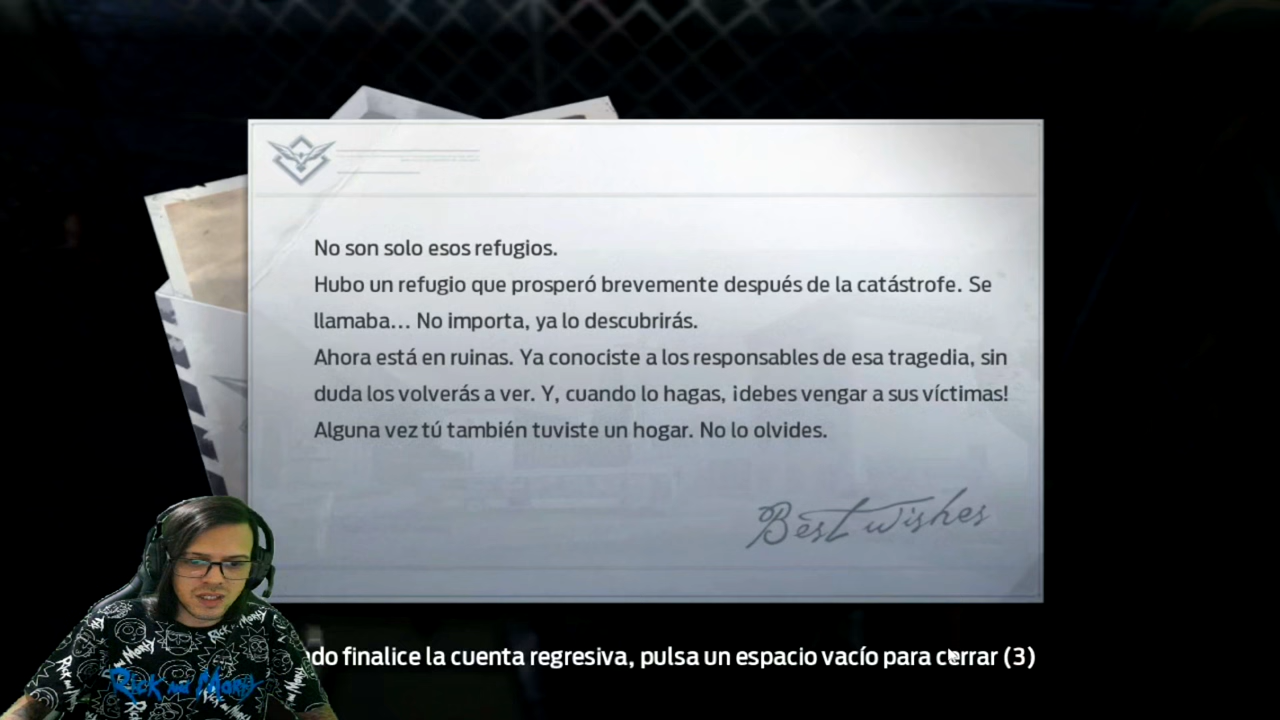 No son solo esos refugios.
Hubo un refugio que prosperó brevemente después de la catástrofe. Se
llamaba... No importa, ya lo descubrirás.
Ahora está en ruinas. Ya conociste a los responsables de esa tragedia, sin
duda los volverás a ver. Y, cuando lo hagas, ¡debes vengar a sus víctimas!
Alguna vez tú también tuviste un hogar. No lo olvides.
Best wishes
finalice la cuenta regresiva, pulsa un espacio vacío para cerrar (3)
Rick and Morty